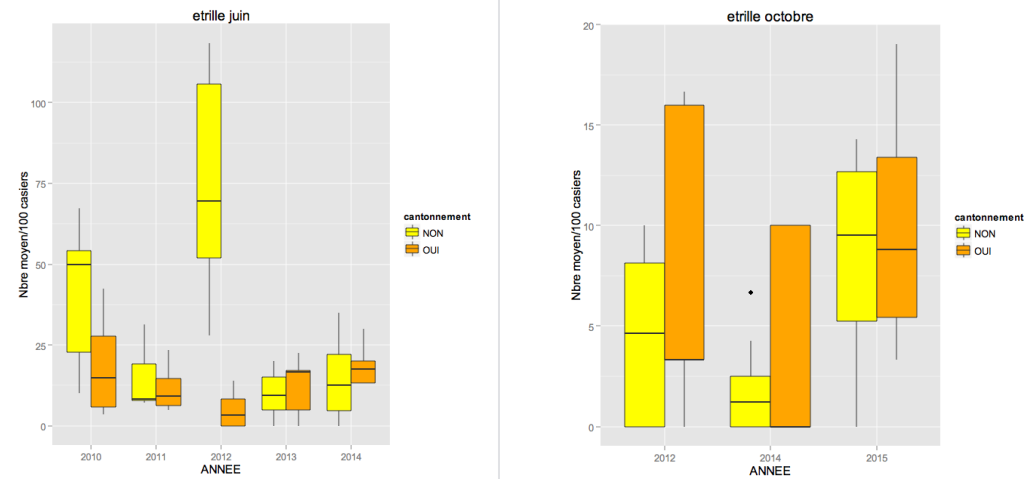 etrille juin
Nbre moyen/100 casiers
100
75
50
25
0
2010 2011 2012 2013 2014
ANNEE
cantonnement
NON
OUI
etrille octobre
Nbre moyen/100 casiers
20
15
10
5
0
2012 2014 2015
ANNEE
cantonnement
NON
OUI